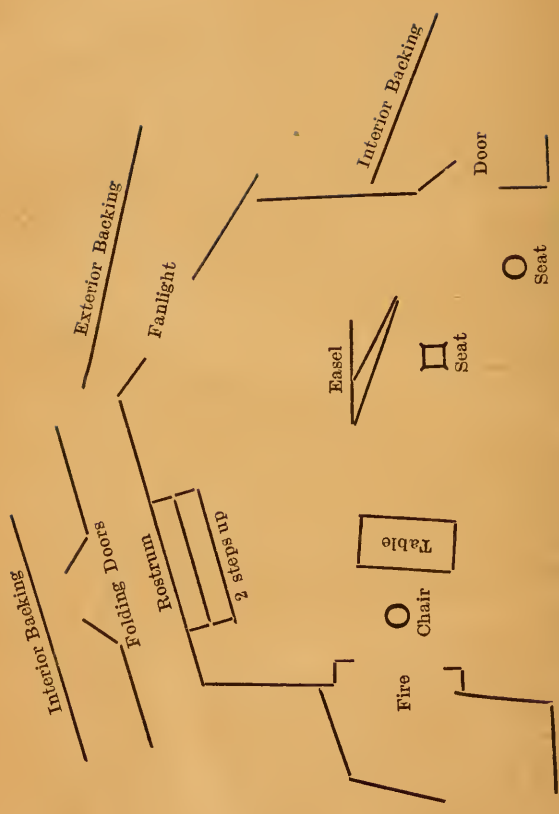 Interior Backing
Folding Doors
Exterior Backing
Fanlight
Rostrum
2 steps up
Interior Backing
Door
Easel
Seat
Seat
Table
Chair
Fire